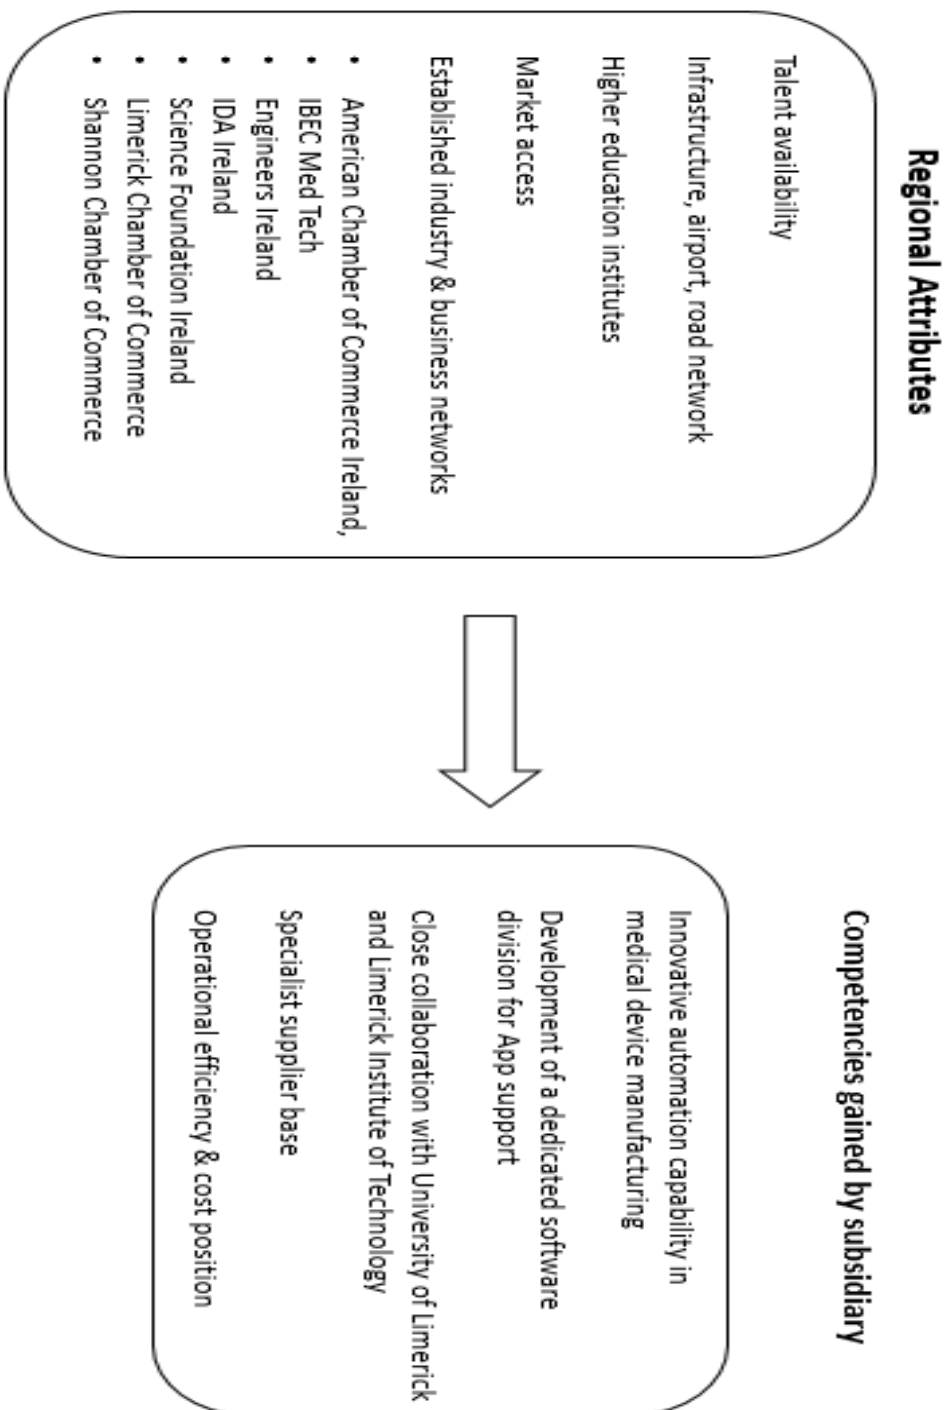 Regional Attributes
Talent availability
Infrastructure, airport, road network
Higher education institutes
Market access
Established industry & business networks
• American Chamber of Commerce Ireland,
• IBEC Med Tech
• Engineers Ireland
• IDA Ireland
• Science Foundation Ireland
• Limerick Chamber of Commerce
• Shannon Chamber of Commerce
Competencies gained by subsidiary
Innovative automation capability in
medical device manufacturing
Development of a dedicated software
division for App support
Close collaboration with University of Limerick
and Limerick Institute of Technology
Specialist supplier base
Operational efficiency & cost position